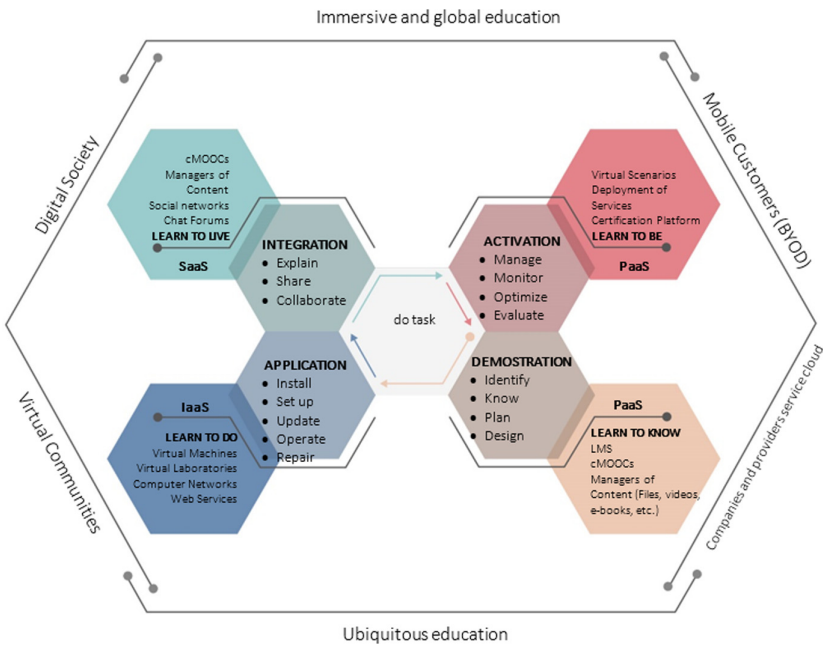 Immersive and global education
Digital Society
Mobile Customers (BYOD)
cMOOCs
Managers of
Content
Social networks
Chat Forums
LEARN TO LIVE
SaaS
INTEGRATION
• Explain
• Share
• Collaborate
ACTIVATION
• Manage
• Monitor
• Optimize
• Evaluate
Virtual Scenarios
Deployment of
Services
Certification Platform
LEARN TO BE
PaaS
do task
APPLICATION
• Install
• Set up
• Update
• Operate
• Repair
DEMOSTRATION
• Identify
• Know
• Plan
• Design
IaaS
LEARN TO DO
Virtual Machines
Virtual Laboratories
Computer Networks
Web Services
PaaS
LEARN TO KNOW
LMS
cMOOCs
Managers of
Content (Files, videos,
e-books, etc.)
Virtual Communities
Companies and providers service cloud
Ubiquitous education